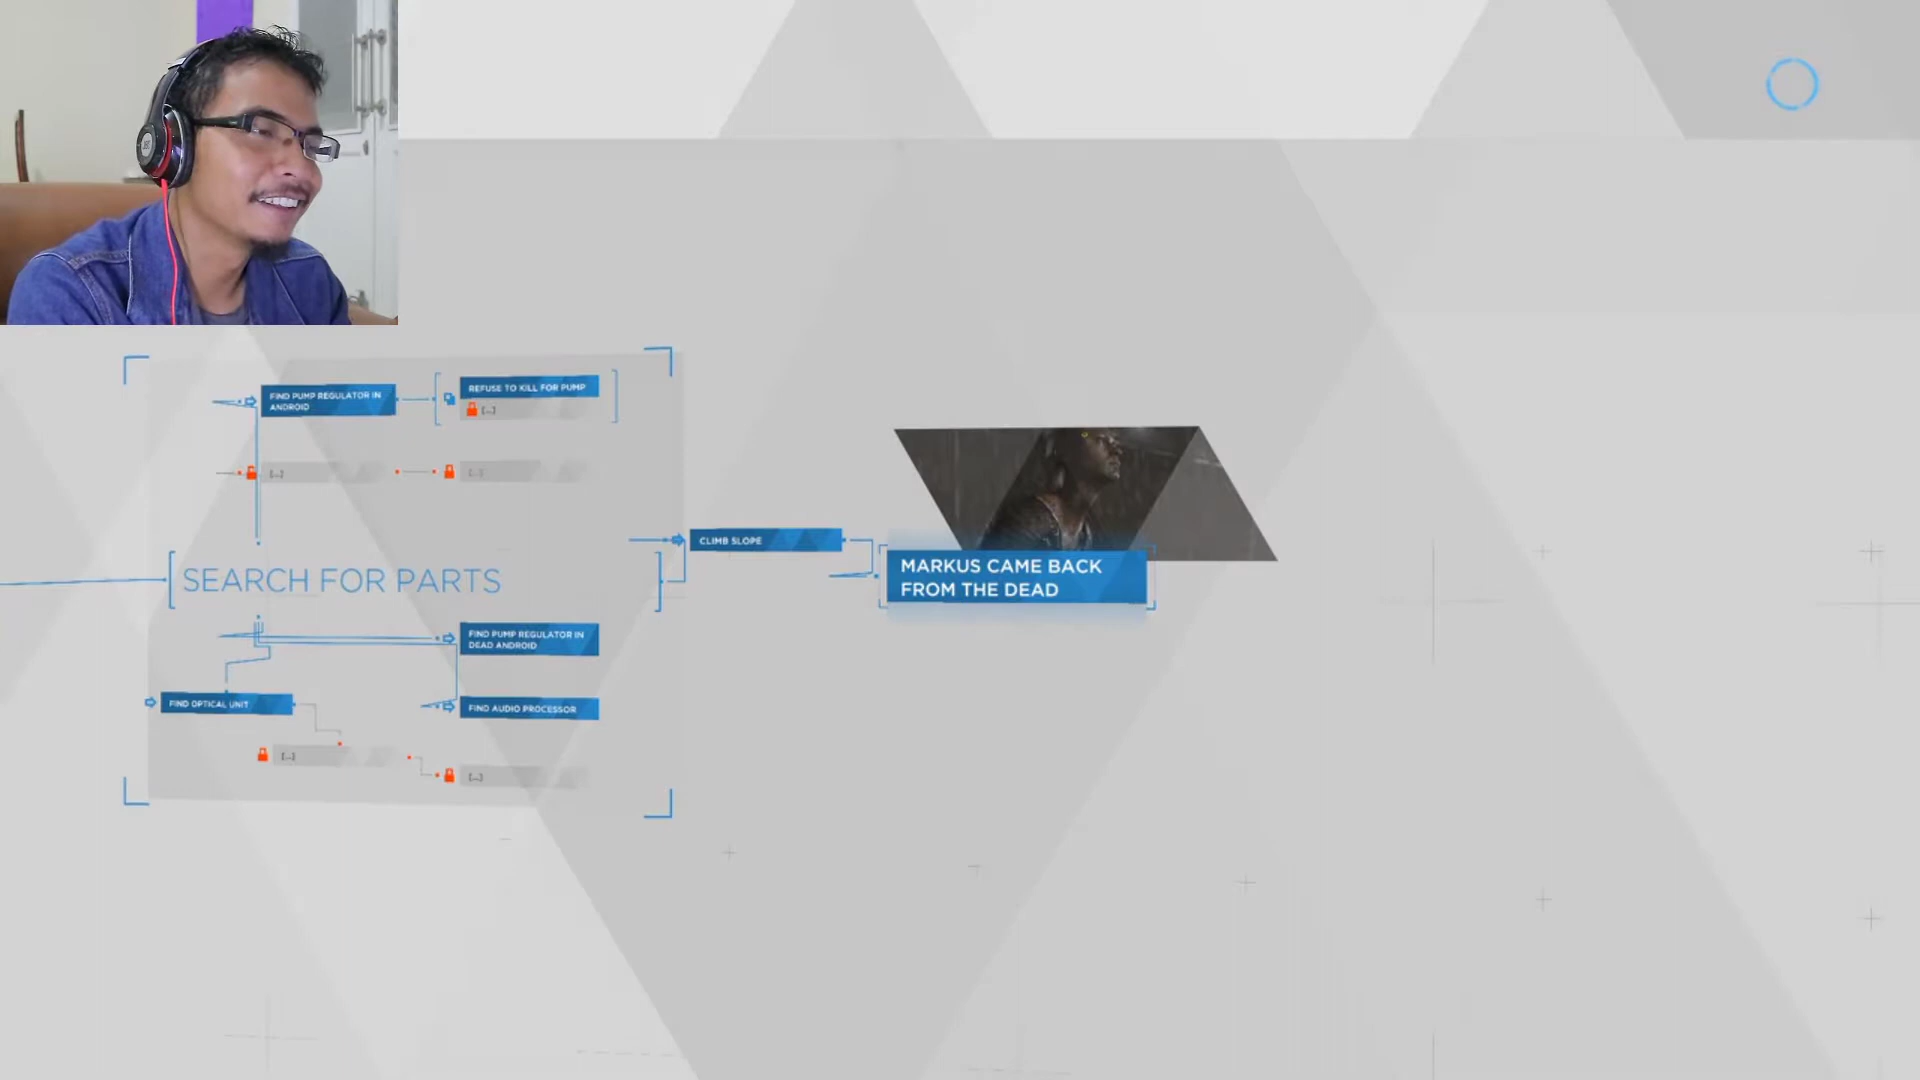 FIND PUMP REGULATOR IN
ANDROID
REFUSE TO KILL FOR PUMP
[...]
[...]
[...]
CLIMB SLOPE
MARKUS CAME BACK
FROM THE DEAD
SEARCH FOR PARTS
FIND PUMP REGULATOR IN
DEAD ANDROID
FIND OPTICAL UNIT
FIND AUDIO PROCESSOR
[...]
[...]